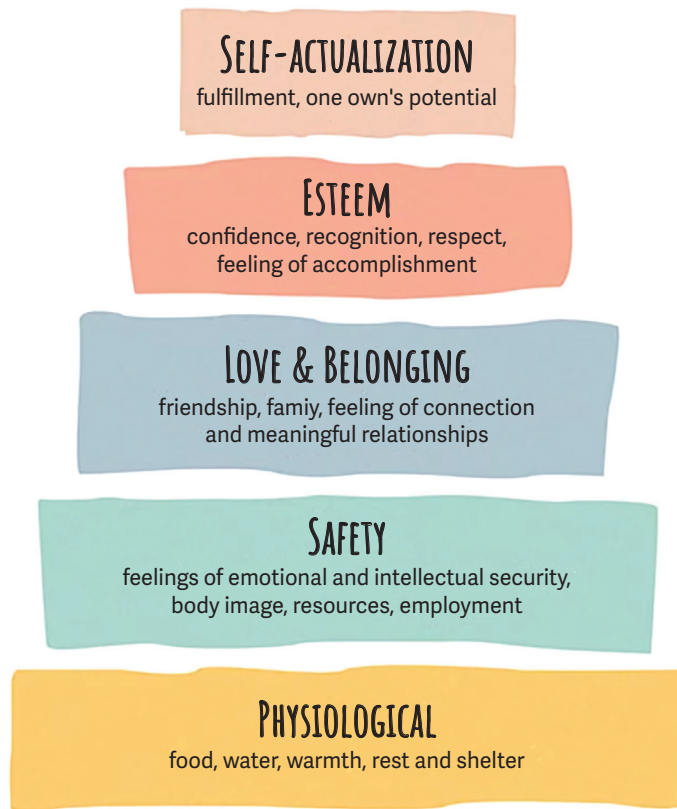 SELF-ACTUALIZATION
fulfillment, one own's potential
ESTEEM
confidence, recognition, respect,
feeling of accomplishment
LOVE & BELONGING
friendship, famiy, feeling of connection
and meaningful relationships
SAFETY
feelings of emotional and intellectual security,
body image, resources, employment
PHYSIOLOGICAL
food, water, warmth, rest and shelter